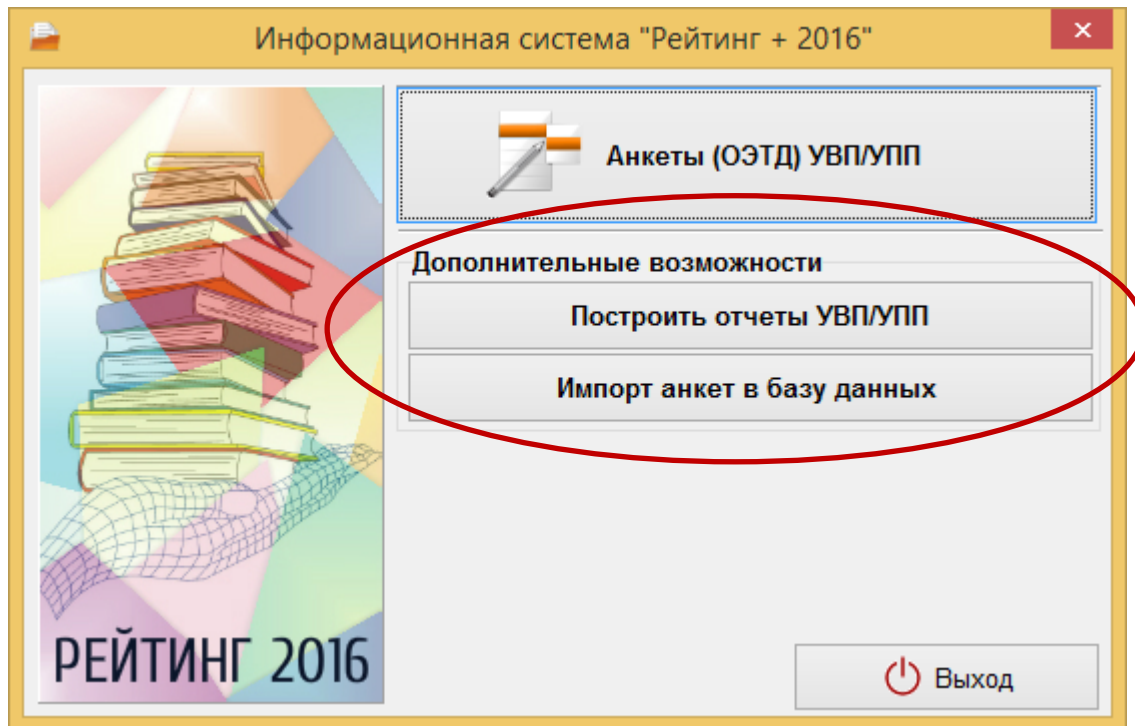 Информационная система "Рейтинг + 2016"
Анкеты (ОЭТД) УВП/УПП
Дополнительные возможности
Построить отчеты УВП/УПП
Импорт анкет в базу данных
РЕЙТИНГ 2016
Выход